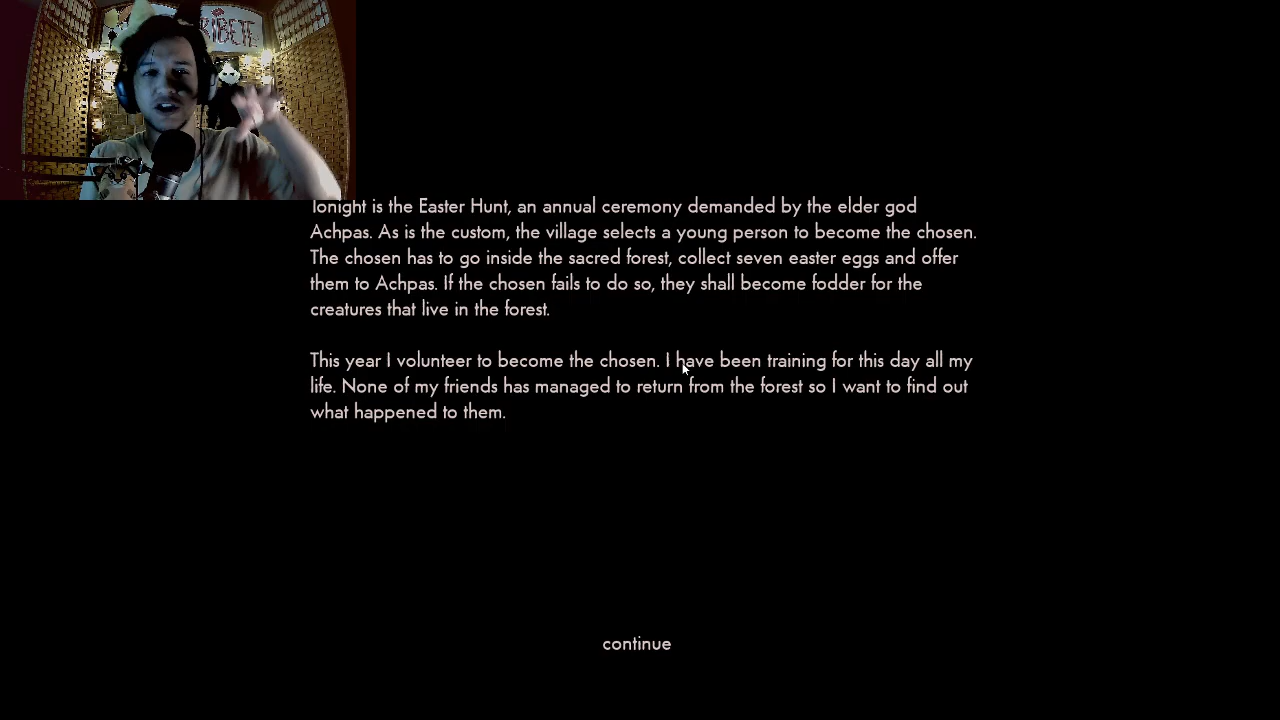 RIBETE
Tonight is the Easter Hunt, an annual ceremony demanded by the elder god
Achpas. As is the custom, the village selects a young person to become the chosen.
The chosen has to go inside the sacred forest, collect seven easter eggs and offer
them to Achpas. If the chosen fails to do so, they shall become fodder for the
creatures that live in the forest.
This year I volunteer to become the chosen. I have been training for this day all my
life. None of my friends has managed to return from the forest so I want to find out
what happened to them.
continue